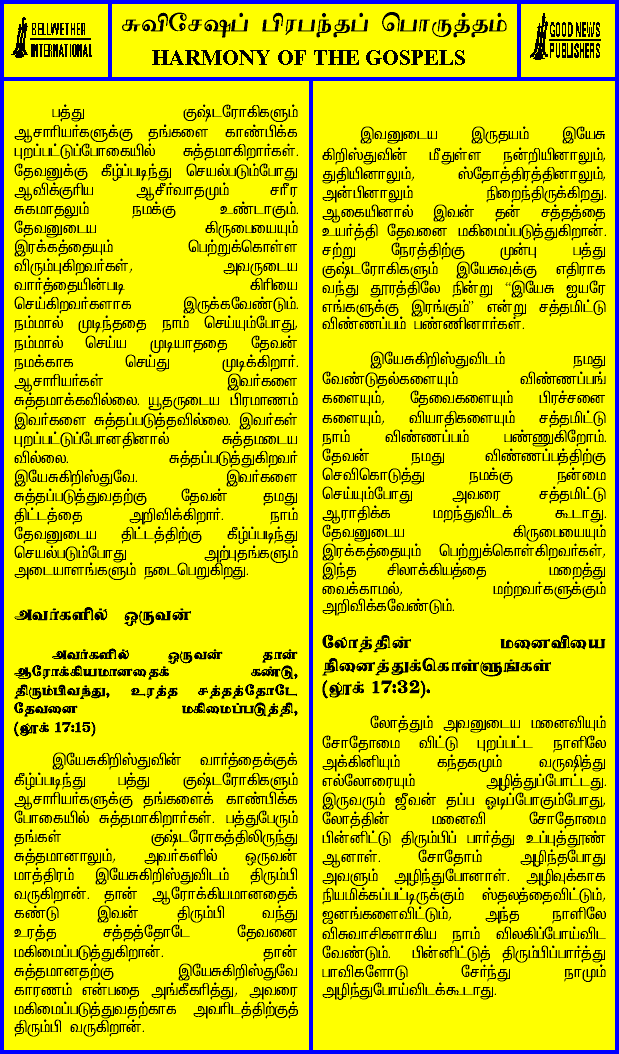 BELLWETHER
INTERNATIONAL
சுவிசேஷப் பிரபந்தப் பொருத்தம்
HARMONY OF THE GOSPELS
GOOD NEWS
PUBLISHERS
பத்து குஷ்டரோகிகளும்
ஆசாரியர்களுக்கு தங்களை காண்பிக்க
புறப்பட்டுப்போகையில் சுத்தமாகிறார்கள்.
தேவனுக்கு கீழ்ப்படிந்து செயல்படும்போது
ஆவிக்குரிய ஆசீர்வாதமும் சரீர
சுகமாதலும் நமக்கு உண்டாகும்.
தேவனுடைய கிருபையையும்
இரக்கத்தையும் பெற்றுக்கொள்ள
விரும்புகிறவர்கள், அவருடைய
வார்த்தையின்படி கிரியை
செய்கிறவர்களாக இருக்கவேண்டும்.
நம்மால் முடிந்ததை நாம் செய்யும்போது,
நம்மால் செய்ய முடியாததை தேவன்
நமக்காக செய்து முடிக்கிறார்.
ஆசாரியர்கள் இவர்களை
சுத்தமாக்கவில்லை. யூதருடைய பிரமாணம்
இவர்களை சுத்தப்படுத்தவில்லை. இவர்கள்
புறப்பட்டுப்போனதினால் சுத்தமடைய
வில்லை. சுத்தப்படுத்துகிறவர்
இயேசுகிறிஸ்துவே. இவர்களை
சுத்தப்படுத்துவதற்கு தேவன் தமது
திட்டத்தை அறிவிக்கிறார். நாம்
தேவனுடைய திட்டத்திற்கு கீழ்ப்படிந்து
செயல்படும்போது அற்புதங்களும்
அடையாளங்களும் நடைபெறுகிறது.
அவர்களில் ஒருவன்
அவர்களில் ஒருவன் தான்
ஆரோக்கியமானதைக் கண்டு,
திரும்பிவந்து, உரத்த சத்தத்தோடே
தேவனை மகிமைப்படுத்தி,
(லூக் 17:15)
இயேசுகிறிஸ்துவின் வார்த்தைக்குக்
கீழ்ப்படிந்து பத்து குஷ்டரோகிகளும்
ஆசாரியர்களுக்கு தங்களைக் காண்பிக்க
போகையில் சுத்தமாகிறார்கள். பத்துபேரும்
தங்கள் குஷ்டரோகத்திலிருந்து
சுத்தமானாலும், அவர்களில் ஒருவன்
மாத்திரம் இயேசுகிறிஸ்துவிடம் திரும்பி
வருகிறான். தான் ஆரோக்கியமானதைக்
கண்டு இவன் திரும்பி வந்து
உரத்த சத்தத்தோடே தேவனை
மகிமைப்படுத்துகிறான். தான்
சுத்தமானதற்கு இயேசுகிறிஸ்துவே
காரணம் என்பதை அங்கீகரித்து, அவரை
மகிமைப்படுத்துவதற்காக அவரிடத்திற்குத்
திரும்பி வருகிறான்.
இவனுடைய இருதயம் இயேசு
கிறிஸ்துவின் மீதுள்ள நன்றியினாலும்,
துதியினாலும், ஸ்தோத்திரத்தினாலும்,
அன்பினாலும் நிறைந்திருக்கிறது.
ஆகையினால் இவன் தன் சத்தத்தை
உயர்த்தி தேவனை மகிமைப்படுத்துகிறான்.
சற்று நேரத்திற்கு முன்பு பத்து
குஷ்டரோகிகளும் இயேசுவுக்கு எதிராக
வந்து தூரத்திலே நின்று “இயேசு ஐயரே
எங்களுக்கு இரங்கும்” என்று சத்தமிட்டு
விண்ணப்பம் பண்ணினார்கள்.
இயேசுகிறிஸ்துவிடம் நமது
வேண்டுதல்களையும் விண்ணப்பங்
களையும், தேவைகளையும் பிரச்சனை
களையும், வியாதிகளையும் சத்தமிட்டு
நாம் விண்ணப்பம் பண்ணுகிறோம்.
தேவன் நமது விண்ணப்பத்திற்கு
செவிகொடுத்து நமக்கு நன்மை
செய்யும்போது அவரை சத்தமிட்டு
ஆராதிக்க மறந்துவிடக் கூடாது.
தேவனுடைய கிருபையையும்
இரக்கத்தையும் பெற்றுக்கொள்கிறவர்கள்,
இந்த சிலாக்கியத்தை மறைத்து
வைக்காமல், மற்றவர்களுக்கும்
அறிவிக்கவேண்டும்.
லோத்தின் மனைவியை
நினைத்துக்கொள்ளுங்கள்
(லூக் 17:32).
லோத்தும் அவனுடைய மனைவியும்
சோதோமை விட்டு புறப்பட்ட நாளிலே
அக்கினியும் கந்தகமும் வருஷித்து
எல்லோரையும் அழித்துப்போட்டது.
இருவரும் ஜீவன் தப்ப ஓடிப்போகும்போது,
லோத்தின் மனைவி சோதோமை
பின்னிட்டு திரும்பிப் பார்த்து உப்புத்தூண்
ஆனாள். சோதோம் அழிந்தபோது
அவளும் அழிந்துபோனாள். அழிவுக்காக
நியமிக்கப்பட்டிருக்கும் ஸ்தலத்தைவிட்டும்,
ஜனங்களைவிட்டும், அந்த நாளிலே
விசுவாசிகளாகிய நாம் விலகிப்போய்விட
வேண்டும். பின்னிட்டுத் திரும்பிப்பார்த்து
பாவிகளோடு சேர்ந்து நாமும்
அழிந்துபோய்விடக்கூடாது.